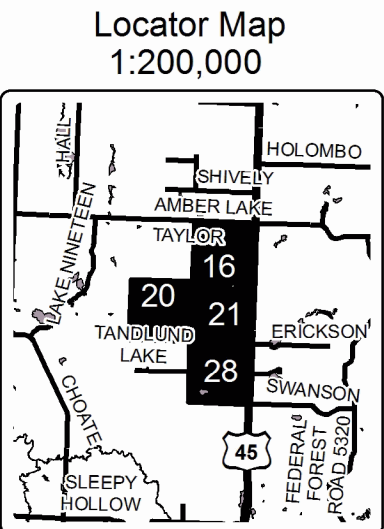 Locator Map
1:200,000
HALL
HOLOMBO
SHIVELY
AMBER LAKE
LAKE NINETEEN
TAYLOR
16
20
21
TANDLUND
LAKE
ERICKSON
28
SWANSON
CHOATE
45
FEDERAL
FOREST
ROAD 5320
SLEEPY
HOLLOW